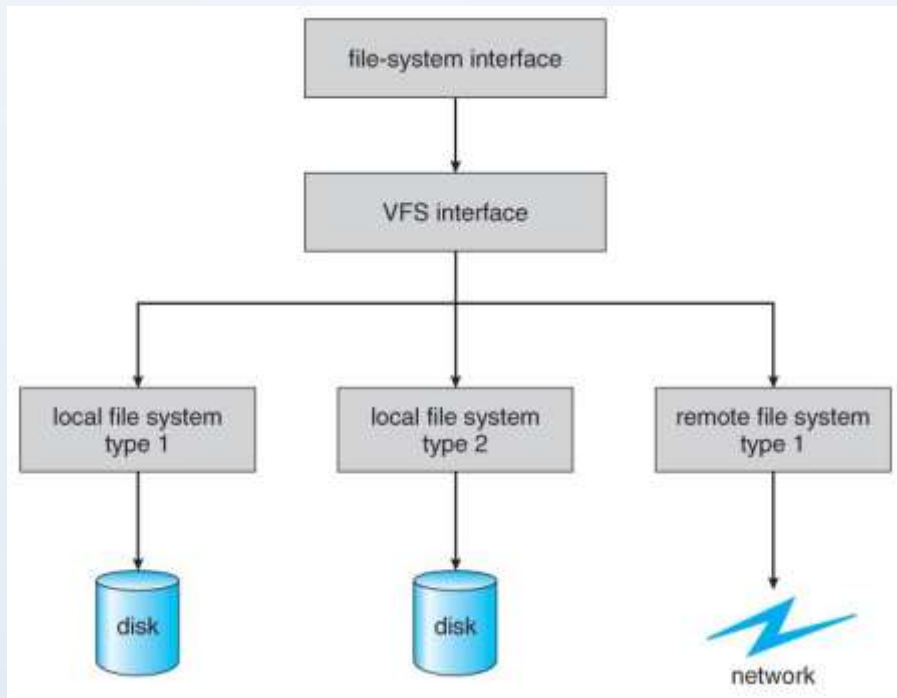 file-system interface
VFS interface
local file system
type 1
local file system
type 2
remote file system
type 1
disk
disk
network